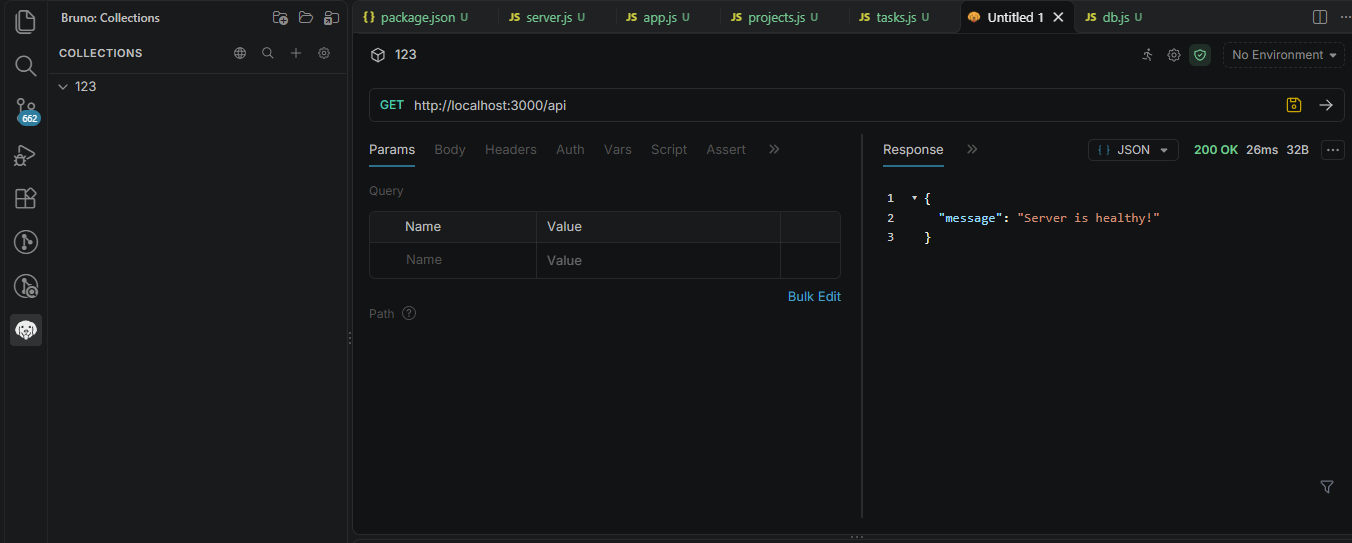 Bruno: Collections
{} package.json U JS server.js U JS app.js U JS projects.js U JS tasks.js U Untitled 1 JS db.js U
COLLECTIONS
123
662
123
No Environment
GET http://localhost:3000/api
Params Body Headers Auth Vars Script Assert
Query
Name Value
Name Value
Bulk Edit
Path ?
Response { } JSON 200 OK 26ms 32B
1 {
2 "message": "Server is healthy!"
3 }